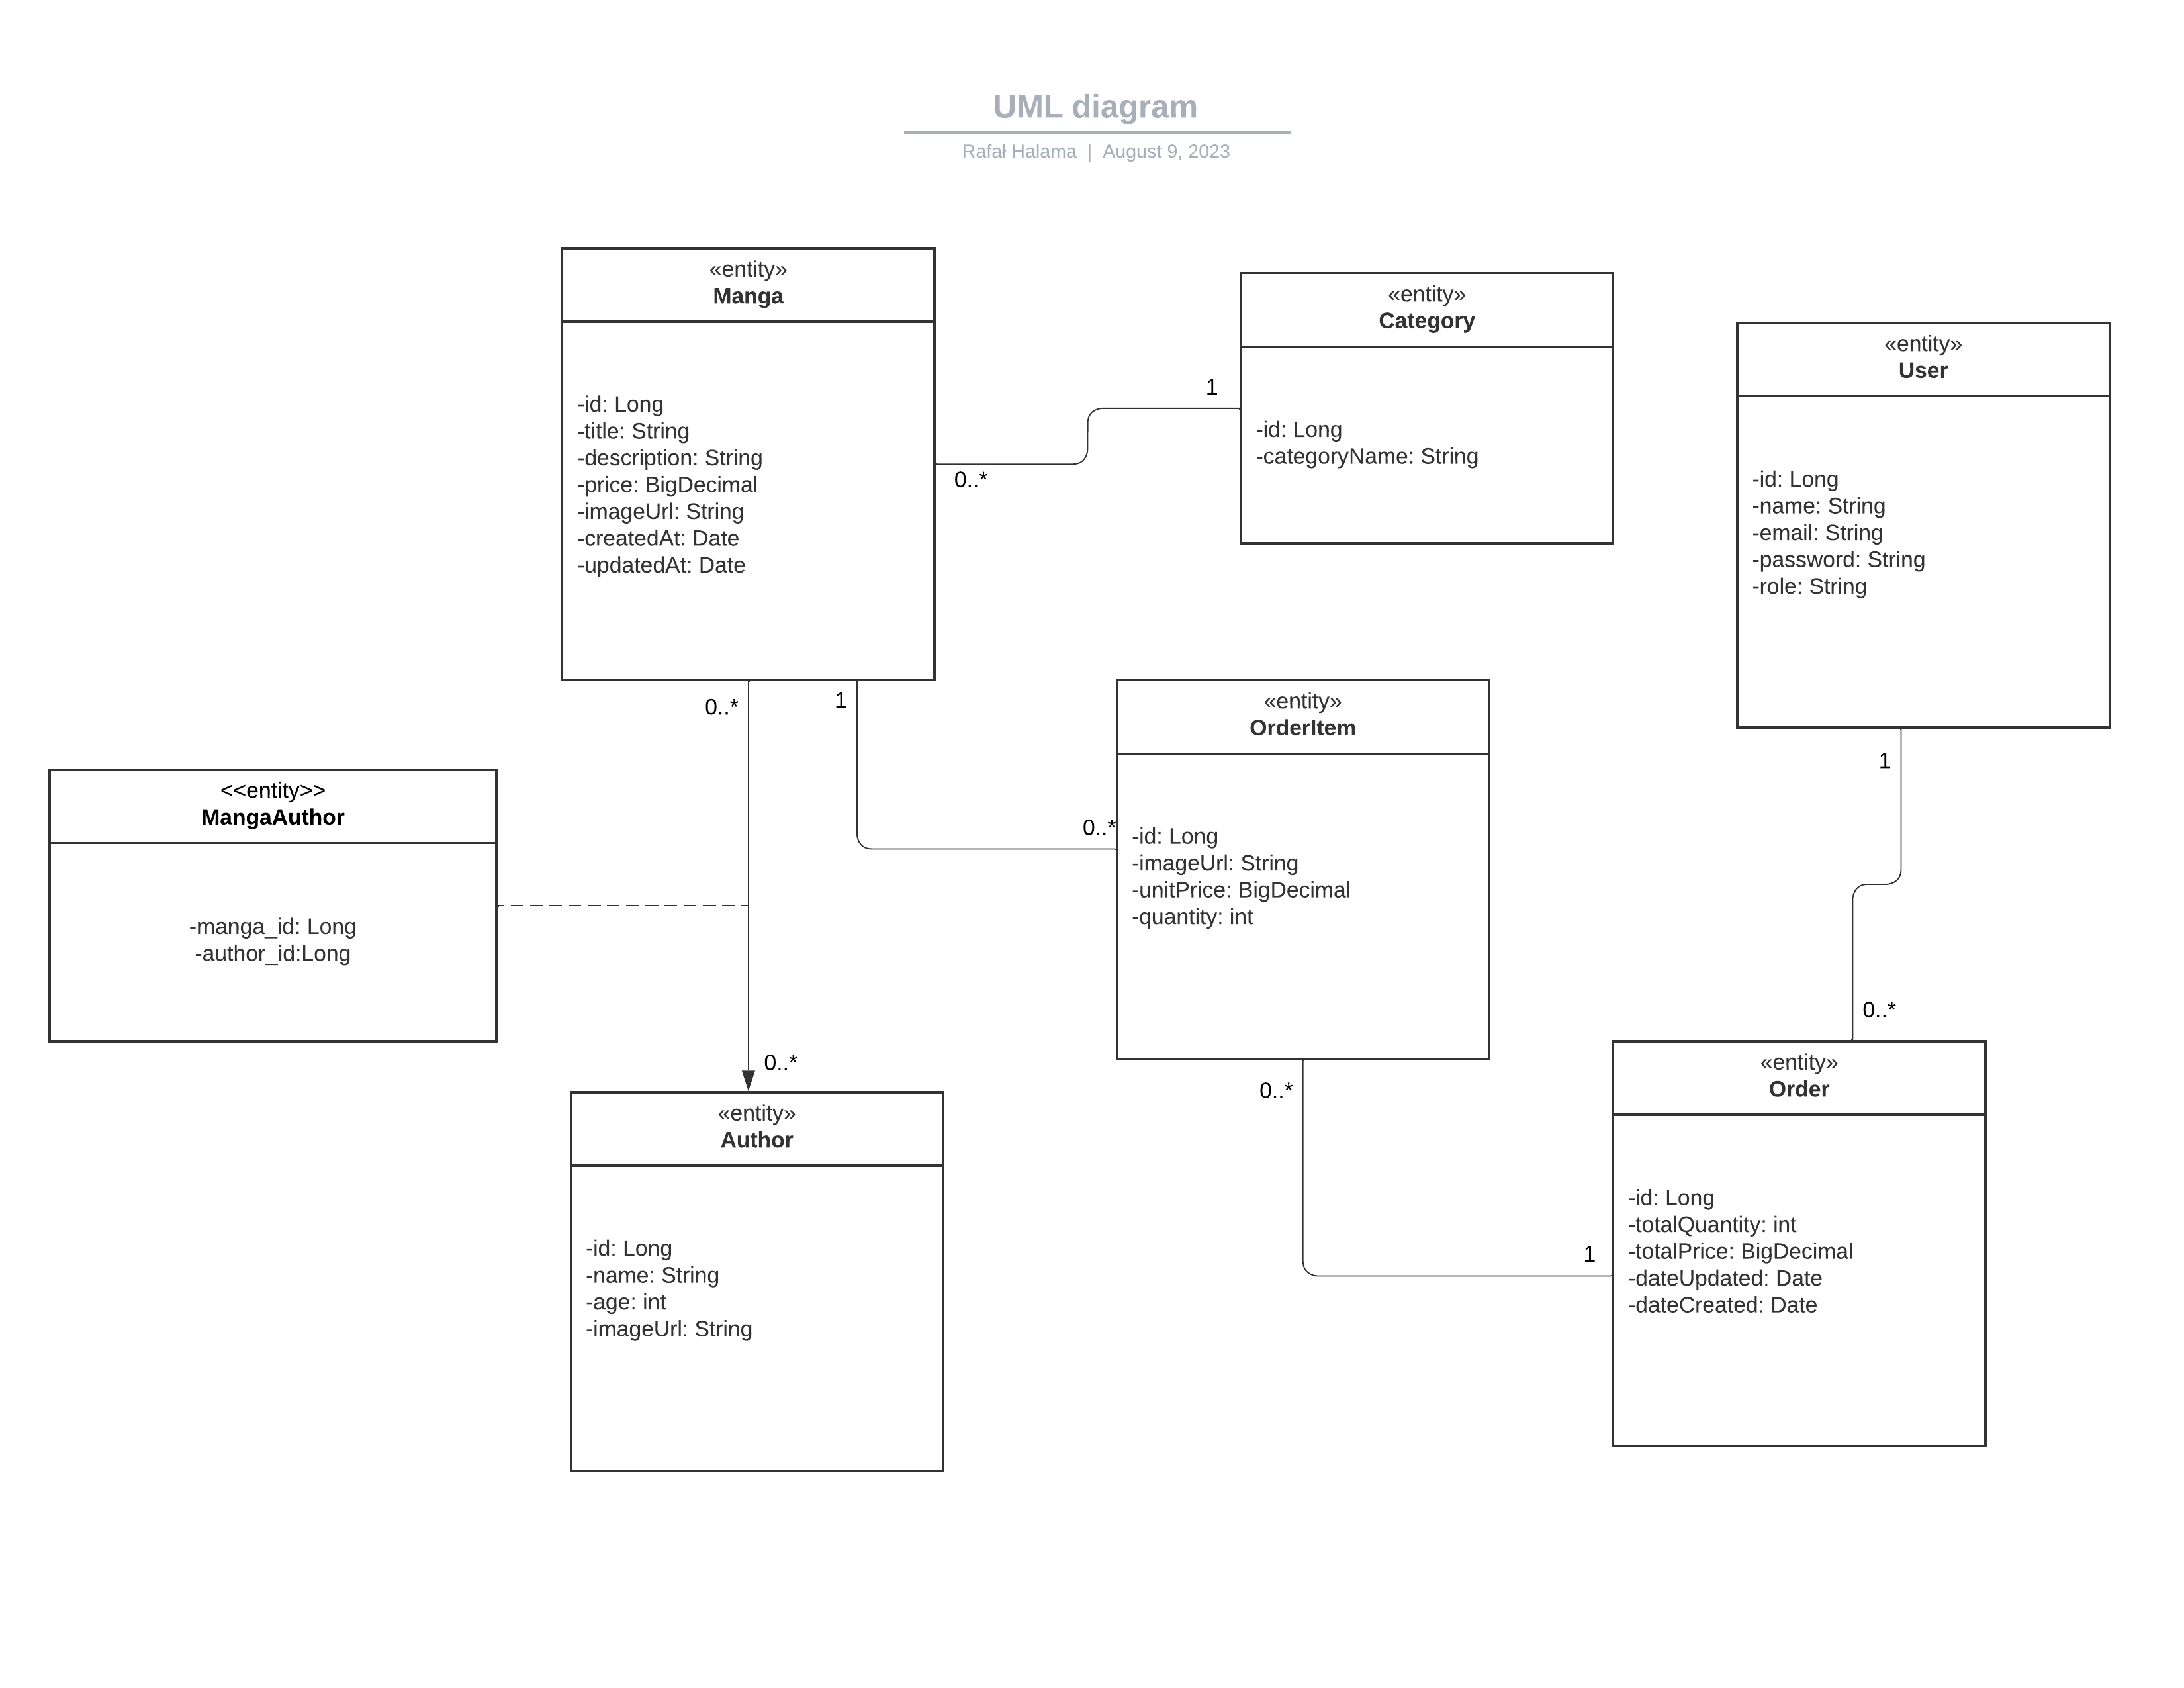 UML diagram
Rafał Halama | August 9, 2023
«entity»
Manga
-id: Long
-title: String
-description: String
-price: BigDecimal
-imageUrl: String
-createdAt: Date
-updatedAt: Date
«entity»
Category
-id: Long
-categoryName: String
«entity»
User
-id: Long
-name: String
-email: String
-password: String
-role: String
1
0..*
0..*
1
«entity»
OrderItem
-id: Long
-imageUrl: String
-unitPrice: BigDecimal
-quantity: int
0..*
1
<<entity>>
MangaAuthor
-manga_id: Long
-author_id:Long
0..*
0..*
«entity»
Author
-id: Long
-name: String
-age: int
-imageUrl: String
0..*
1
«entity»
Order
-id: Long
-totalQuantity: int
-totalPrice: BigDecimal
-dateUpdated: Date
-dateCreated: Date